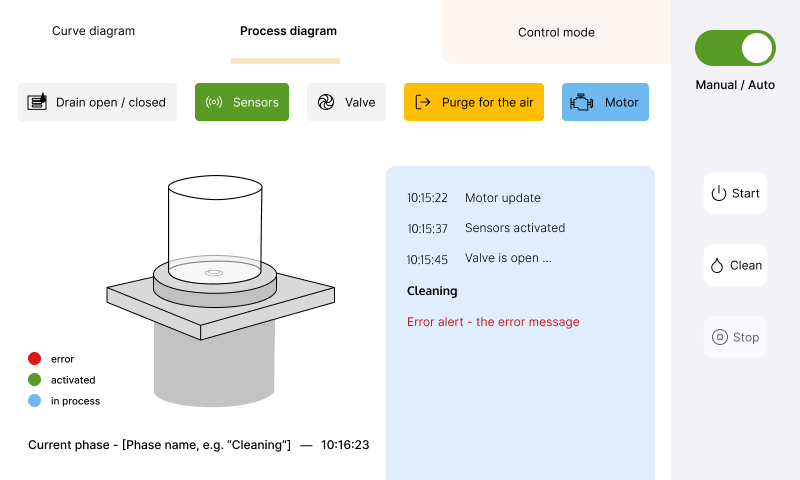 Curve diagram
Process diagram
Control mode
Manual / Auto
Drain open / closed
Sensors
Valve
Purge for the air
Motor
10:15:22 Motor update
10:15:37 Sensors activated
10:15:45 Valve is open ...
Cleaning
Error alert - the error message
Start
Clean
Stop
error
activated
in process
Current phase - [Phase name, e.g. “Cleaning”] — 10:16:23